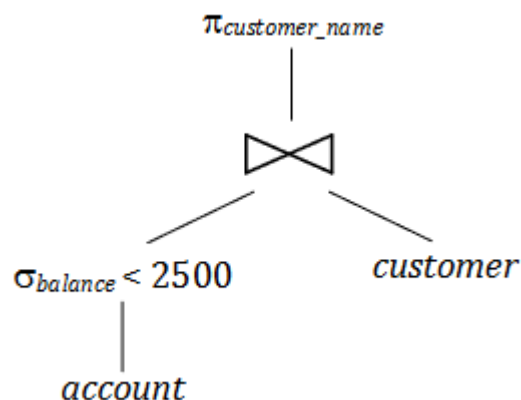 πcustomer_name
σbalance < 2500
customer
account